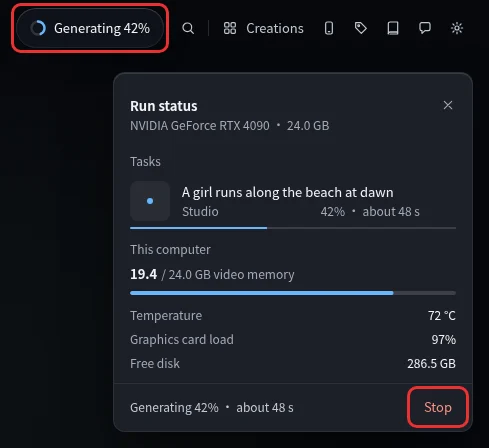 Generating 42%
Creations
Run status
NVIDIA GeForce RTX 4090 • 24.0 GB
Tasks
A girl runs along the beach at dawn
Studio 42% • about 48 s
This computer
19.4 / 24.0 GB video memory
Temperature 72 °C
Graphics card load 97%
Free disk 286.5 GB
Generating 42% • about 48 s Stop